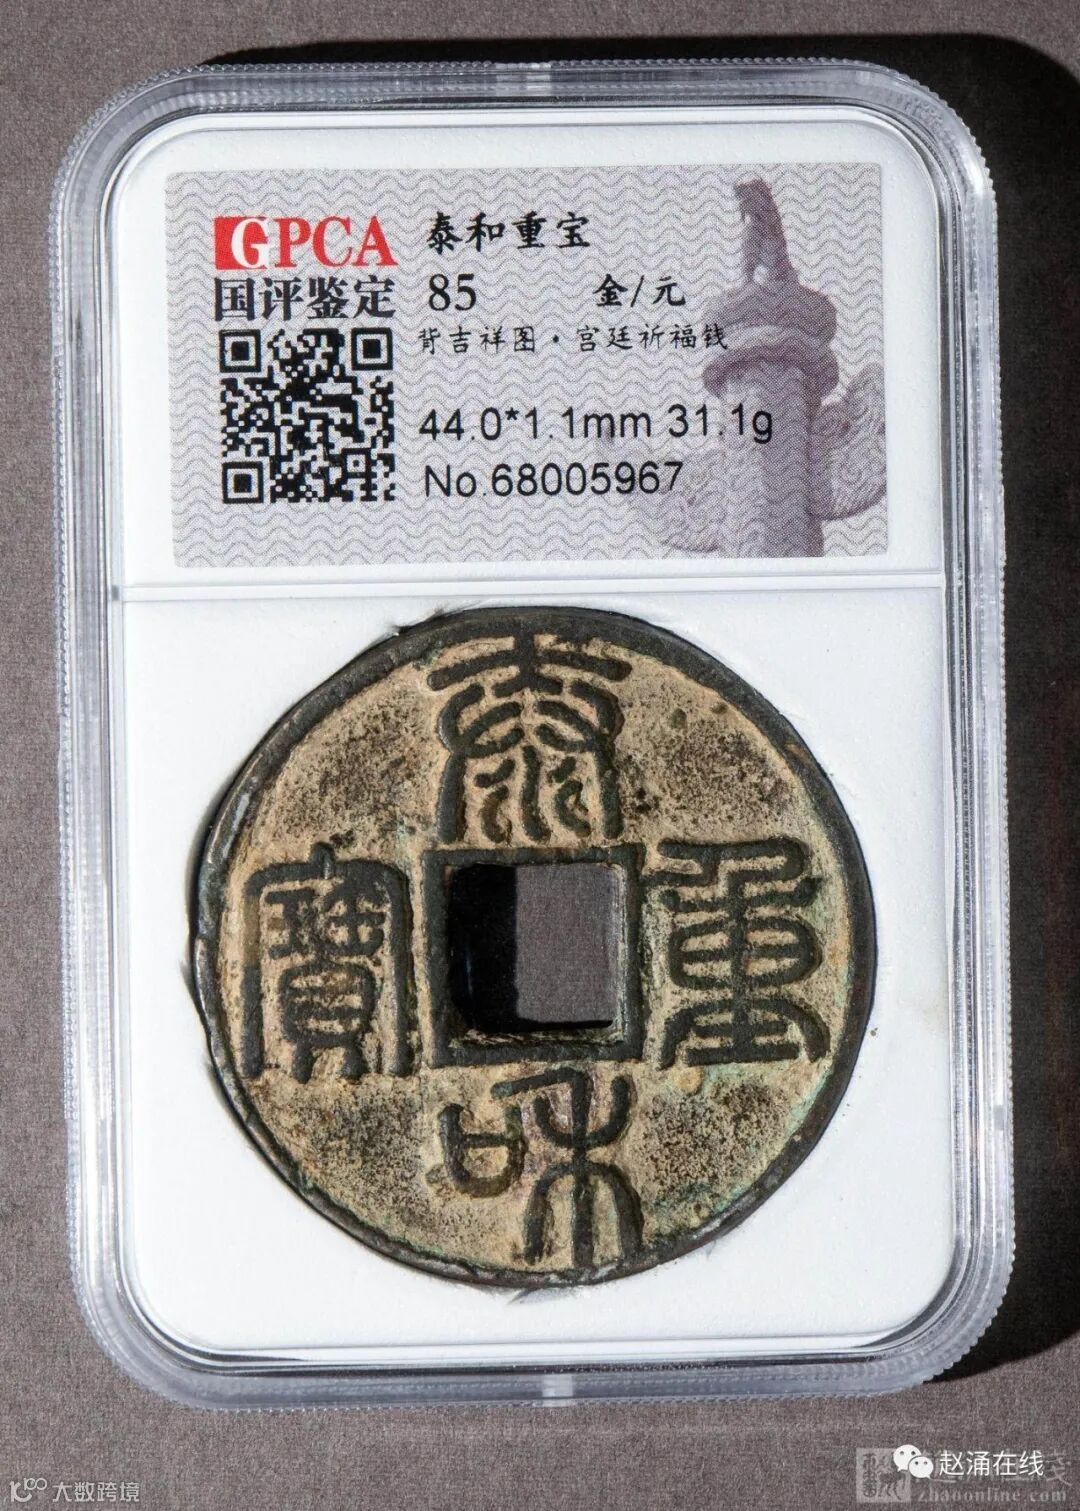 GPCA 泰和重宝
国评鉴定 85 金/元
背吉祥图·宫廷祈福钱
44.0*1.1mm 31.1g
No.68005967
泰
寶 重
和
赵涌在线
zhaoonline.com
大数跨境